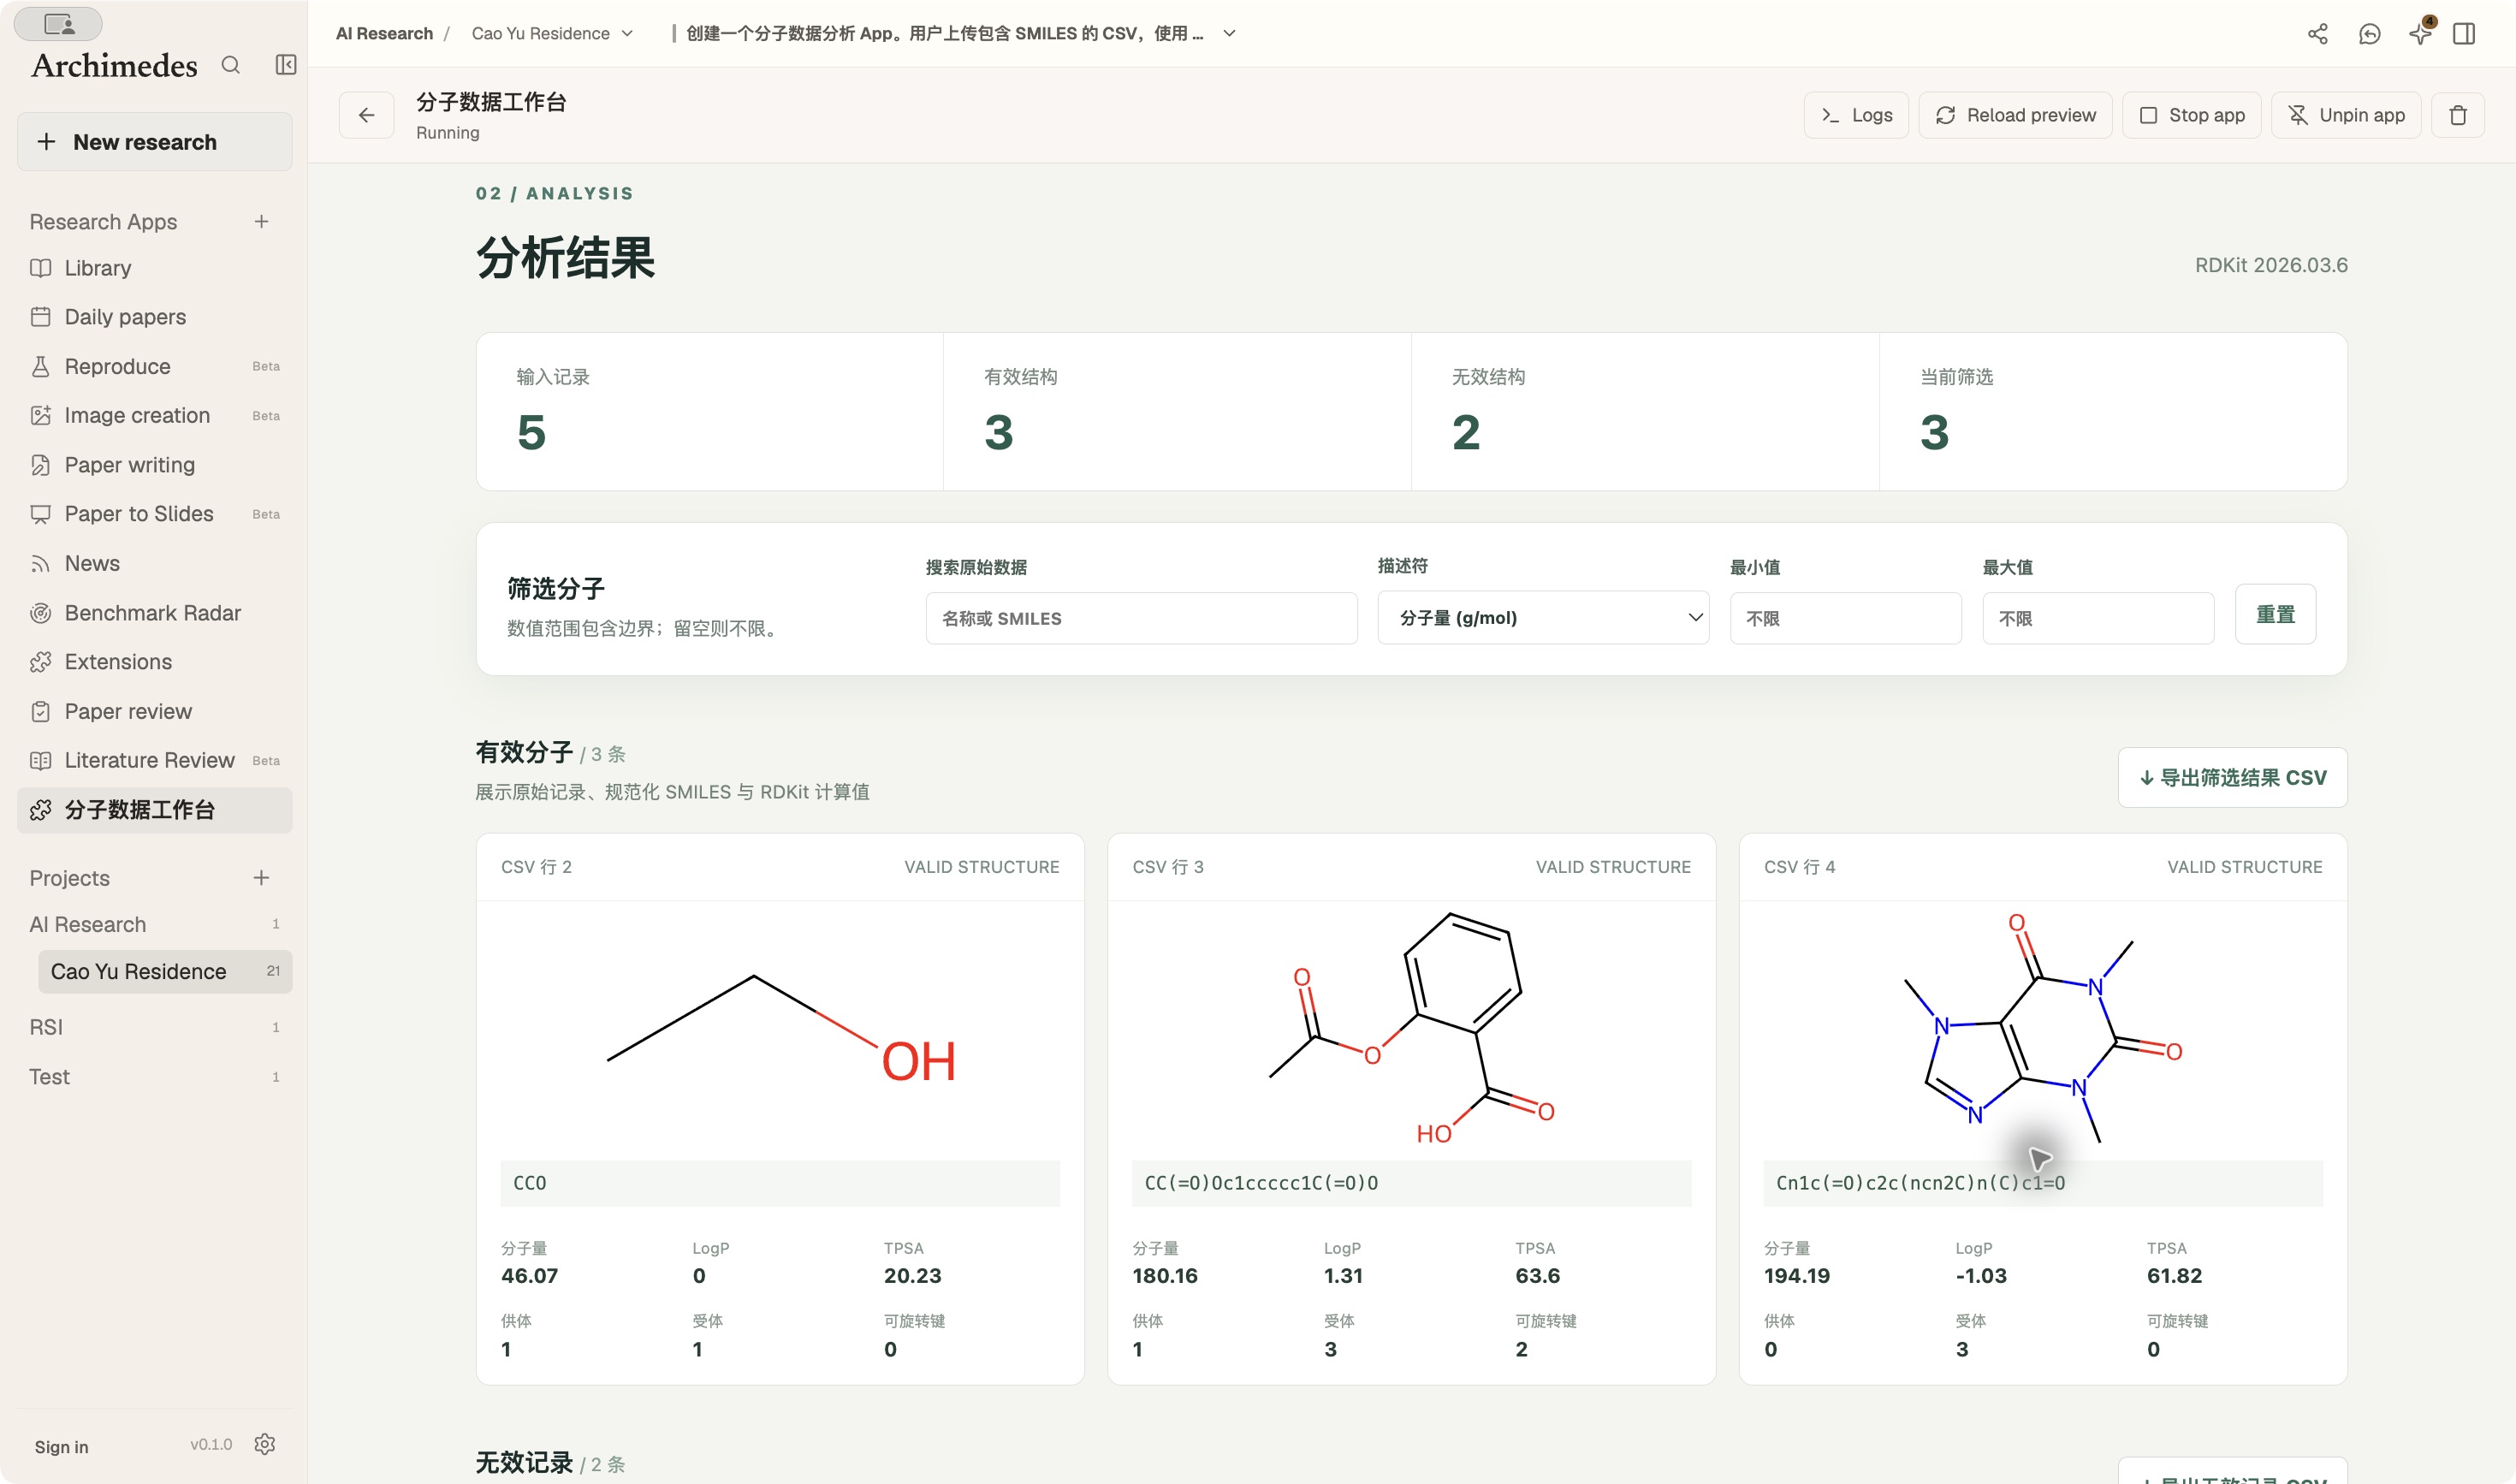 Archimedes
New research
Research Apps
Library
Daily papers
Reproduce Beta
Image creation Beta
Paper writing
Paper to Slides Beta
News
Benchmark Radar
Extensions
Paper review
Literature Review Beta
分子数据工作台
Projects
AI Research 1
Cao Yu Residence 21
RSI 1
Test 1
Sign in v0.1.0
AI Research / Cao Yu Residence 创建一个分子数据分析 App。用户上传包含 SMILES 的 CSV，使用 ...
4
分子数据工作台
Running
Logs Reload preview Stop app Unpin app
02 / ANALYSIS
分析结果
RDKit 2026.03.6
输入记录 有效结构 无效结构 当前筛选
5 3 2 3
筛选分子
数值范围包含边界；留空则不限。
搜索原始数据 描述符 最小值 最大值
名称或 SMILES 分子量 (g/mol) 不限 不限 重置
有效分子 / 3 条
展示原始记录、规范化 SMILES 与 RDKit 计算值
↓ 导出筛选结果 CSV
CSV 行 2 VALID STRUCTURE
OH
CCO
分子量 LogP TPSA
46.07 0 20.23
供体 受体 可旋转键
1 1 0
CSV 行 3 VALID STRUCTURE
O
O
O
HO
CC(=O)Oc1ccccc1C(=O)O
分子量 LogP TPSA
180.16 1.31 63.6
供体 受体 可旋转键
1 3 2
CSV 行 4 VALID STRUCTURE
O
N
N
O
N
N
Cn1c(=O)c2c(ncn2C)n(C)c1=O
分子量 LogP TPSA
194.19 -1.03 61.82
供体 受体 可旋转键
0 3 0
无效记录 / 2 条
↓ 导出无效记录 CSV